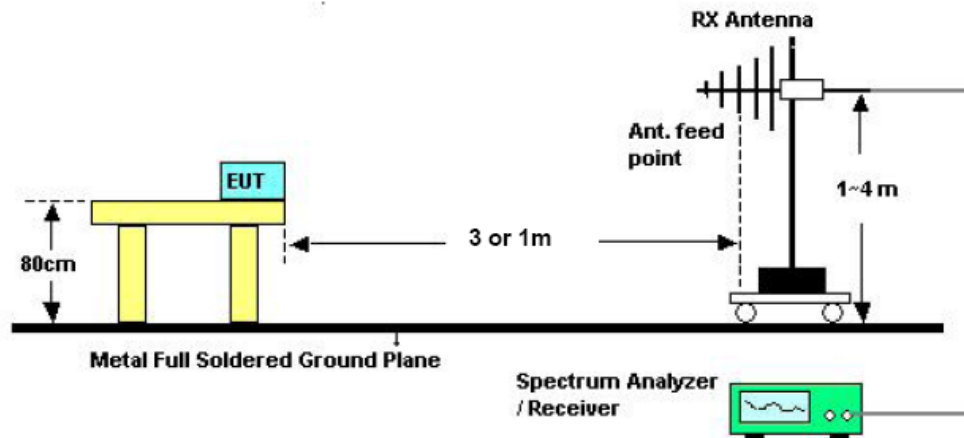 RX Antenna
Ant. feed
point
EUT
1~4 m
3 or 1m
80cm
Metal Full Soldered Ground Plane
Spectrum Analyzer
/ Receiver